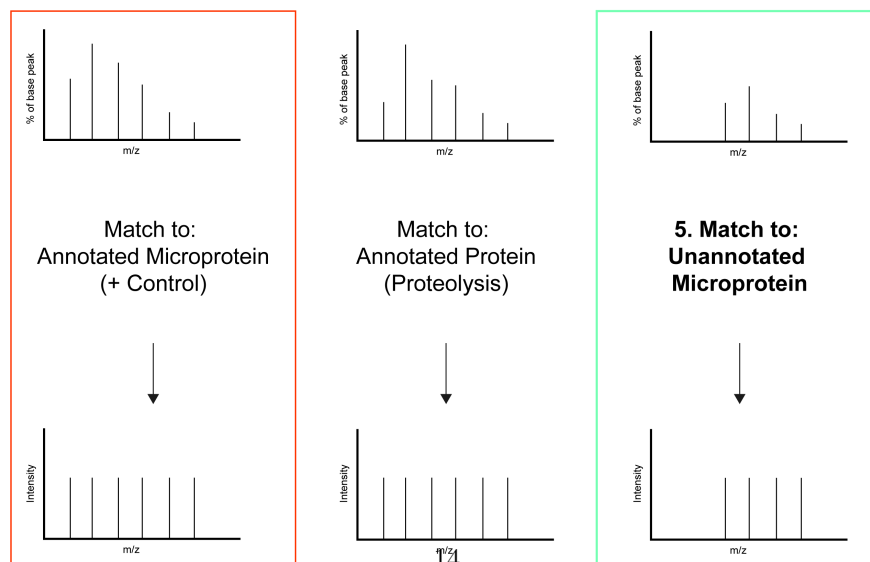 % of base peak
m/z
% of base peak
m/z
% of base peak
m/z
Match to:
Annotated Microprotein
(+ Control)
Match to:
Annotated Protein
(Proteolysis)
5. Match to:
Unannotated
Microprotein
Intensity
m/z
Intensity
m/z
14
Intensity
m/z